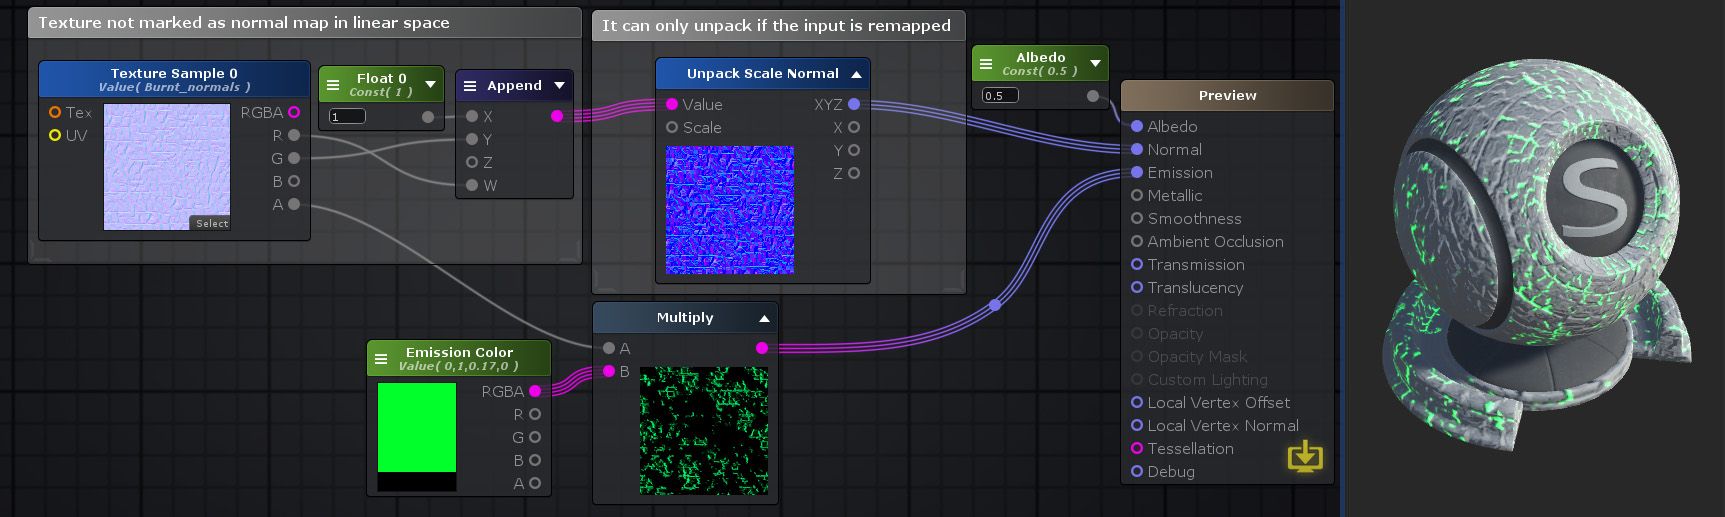 Texture not marked as normal map in linear space
Texture Sample 0
Value( Burnt_normals )
Tex
UV
RGBA
R
G
B
A
Select
Float 0
Const( 1 )
1
Append
X
Y
Z
W
It can only unpack if the input is remapped
Unpack Scale Normal
Value
Scale
XYZ
X
Y
Z
Albedo
Const( 0.5 )
0.5
Emission Color
Value( 0,1,0.17,0 )
RGBA
R
G
B
A
Multiply
A
B
Preview
Albedo
Normal
Emission
Metallic
Smoothness
Ambient Occlusion
Transmission
Translucency
Refraction
Opacity
Opacity Mask
Custom Lighting
Local Vertex Offset
Local Vertex Normal
Tessellation
Debug
S